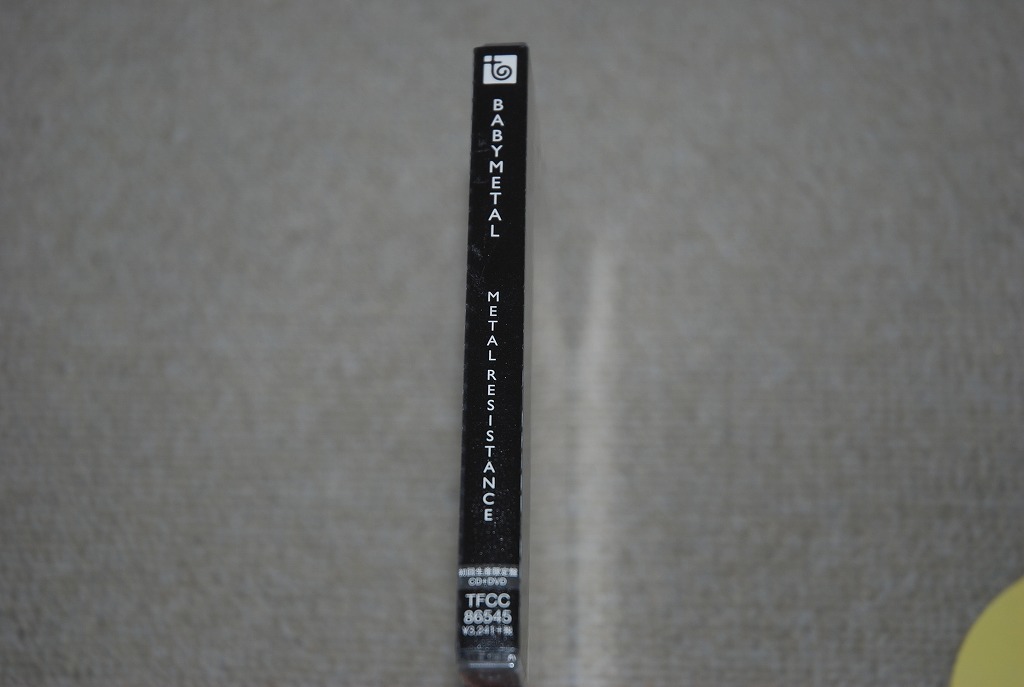 BABYMETAL
METAL RESISTANCE
初回生産限定盤
CD+DVD
TFCC
86545
¥3,241+税